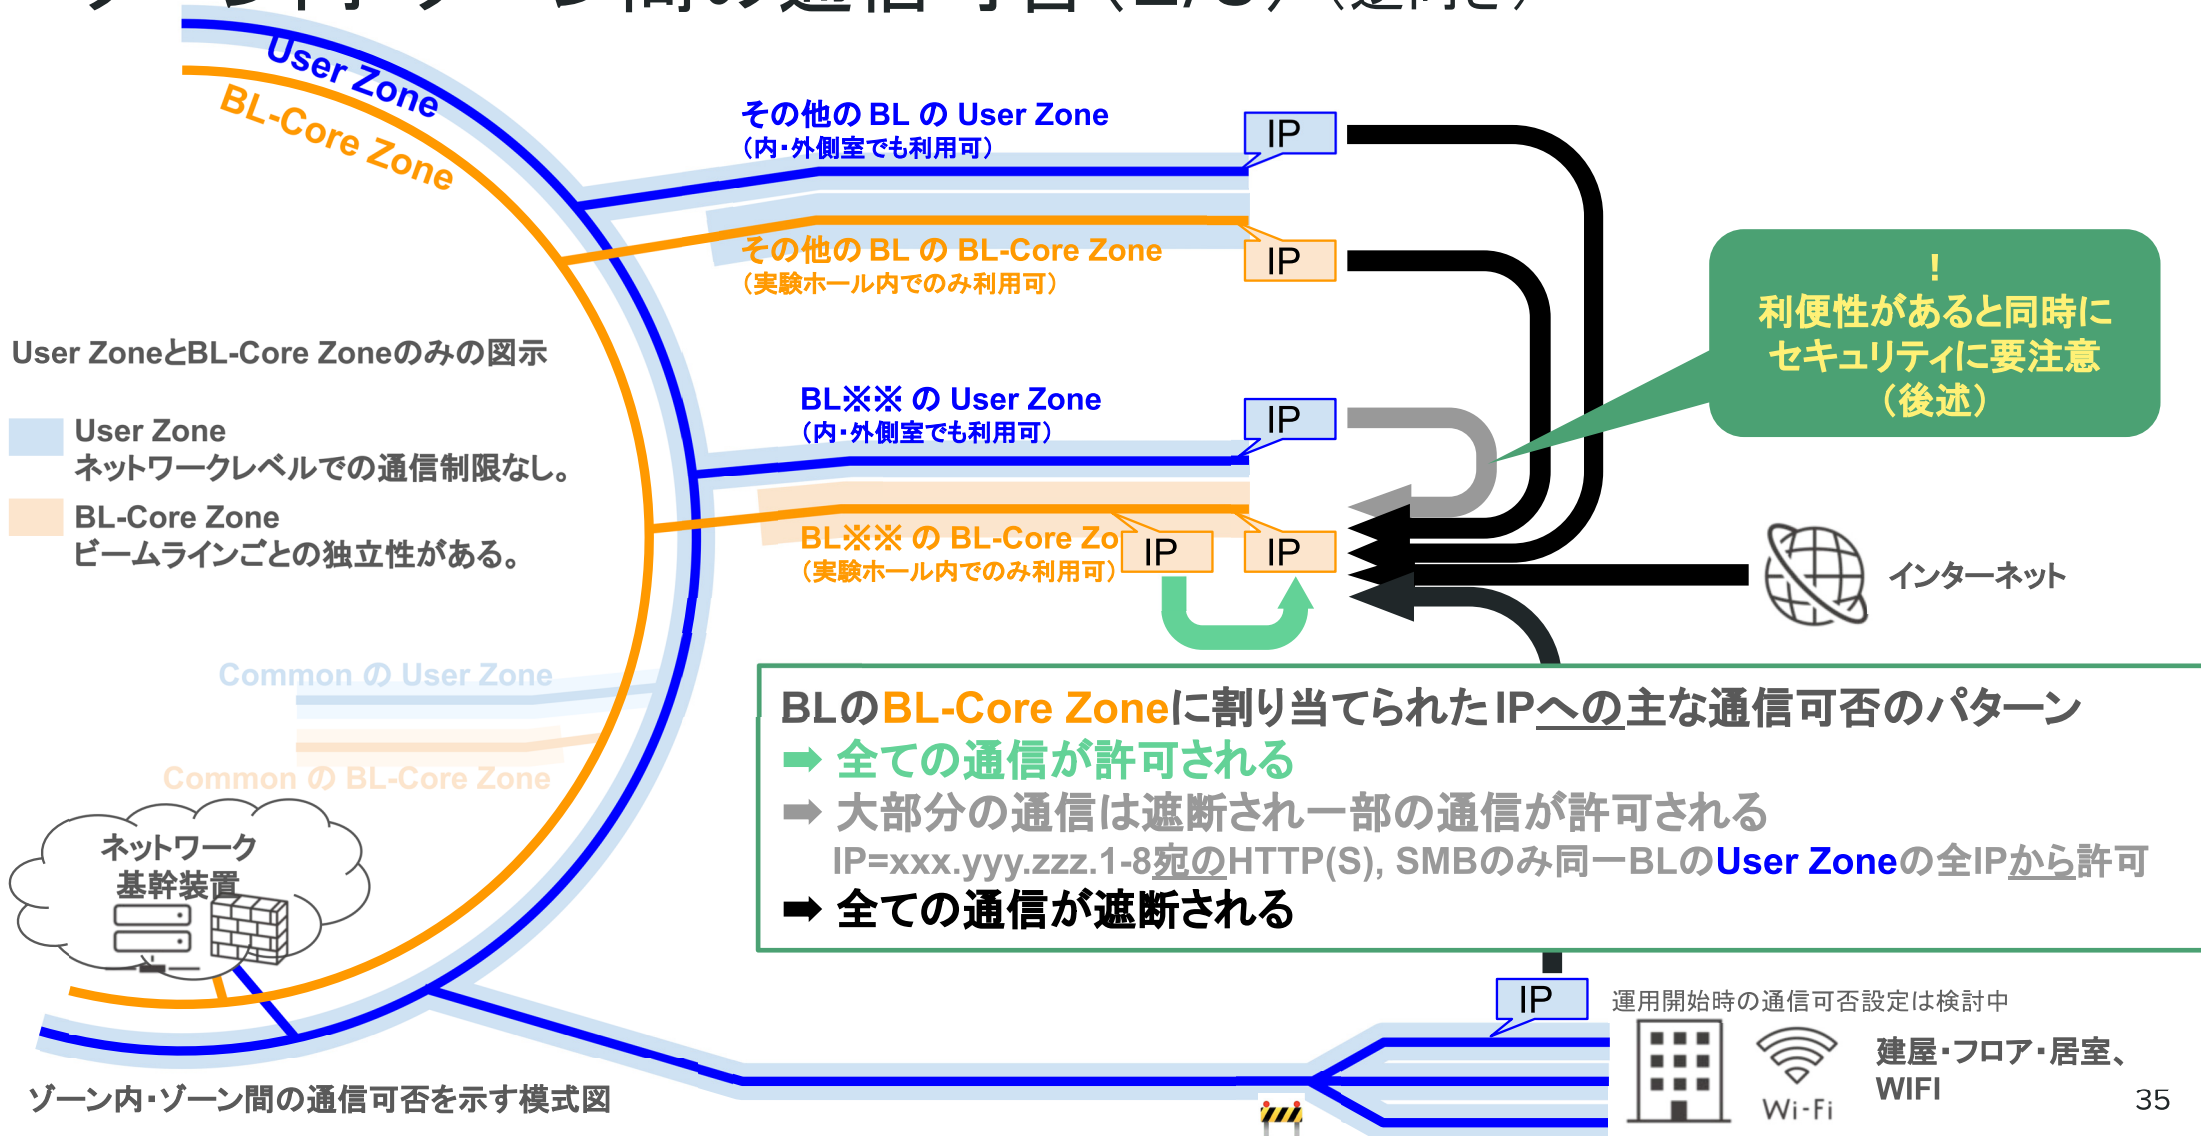 ゾーン内・ゾーン間の通信可否(2/3) (逆向き)
User Zone
BL-Core Zone
その他の BL の User Zone
(内・外側室でも利用可)
IP
その他の BL の BL-Core Zone
(実験ホール内でのみ利用可)
IP
!
利便性があると同時に
セキュリティに要注意
(後述)
User ZoneとBL-Core Zoneのみの図示
User Zone
ネットワークレベルでの通信制限なし。
BL-Core Zone
ビームラインごとの独立性がある。
BL※※ の User Zone
(内・外側室でも利用可)
IP
BL※※ の BL-Core Zo
(実験ホール内でのみ利用可)
IP
IP
インターネット
Common の User Zone
Common の BL-Core Zone
ネットワーク
基幹装置
BLのBL-Core Zoneに割り当てられたIPへの主な通信可否のパターン
➡ 全ての通信が許可される
➡ 大部分の通信は遮断され一部の通信が許可される
IP=xxx.yyy.zzz.1-8宛のHTTP(S), SMBのみ同一BLのUser Zoneの全IPから許可
➡ 全ての通信が遮断される
IP
運用開始時の通信可否設定は検討中
Wi-Fi
建屋・フロア・居室、
WIFI
ゾーン内・ゾーン間の通信可否を示す模式図
35